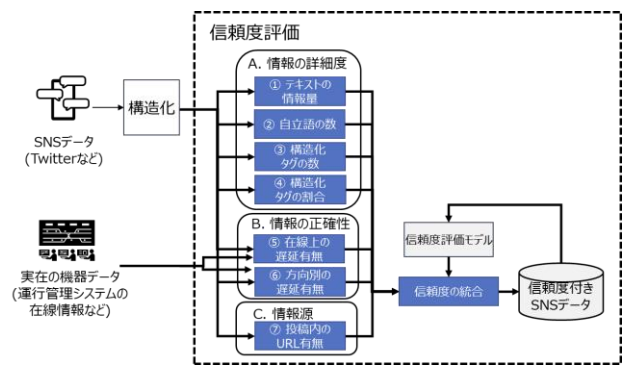 信頼度評価
A. 情報の詳細度
① テキストの
情報量
② 自立語の数
③ 構造化
タグの数
④ 構造化
タグの割合
構造化
SNSデータ
(Twitterなど)
B. 情報の正確性
⑤ 在線上の
遅延有無
⑥ 方向別の
遅延有無
実在の機器データ
(運行管理システムの
在線情報など)
C. 情報源
⑦ 投稿内の
URL有無
信頼度評価モデル
信頼度の統合
信頼度付き
SNSデータ